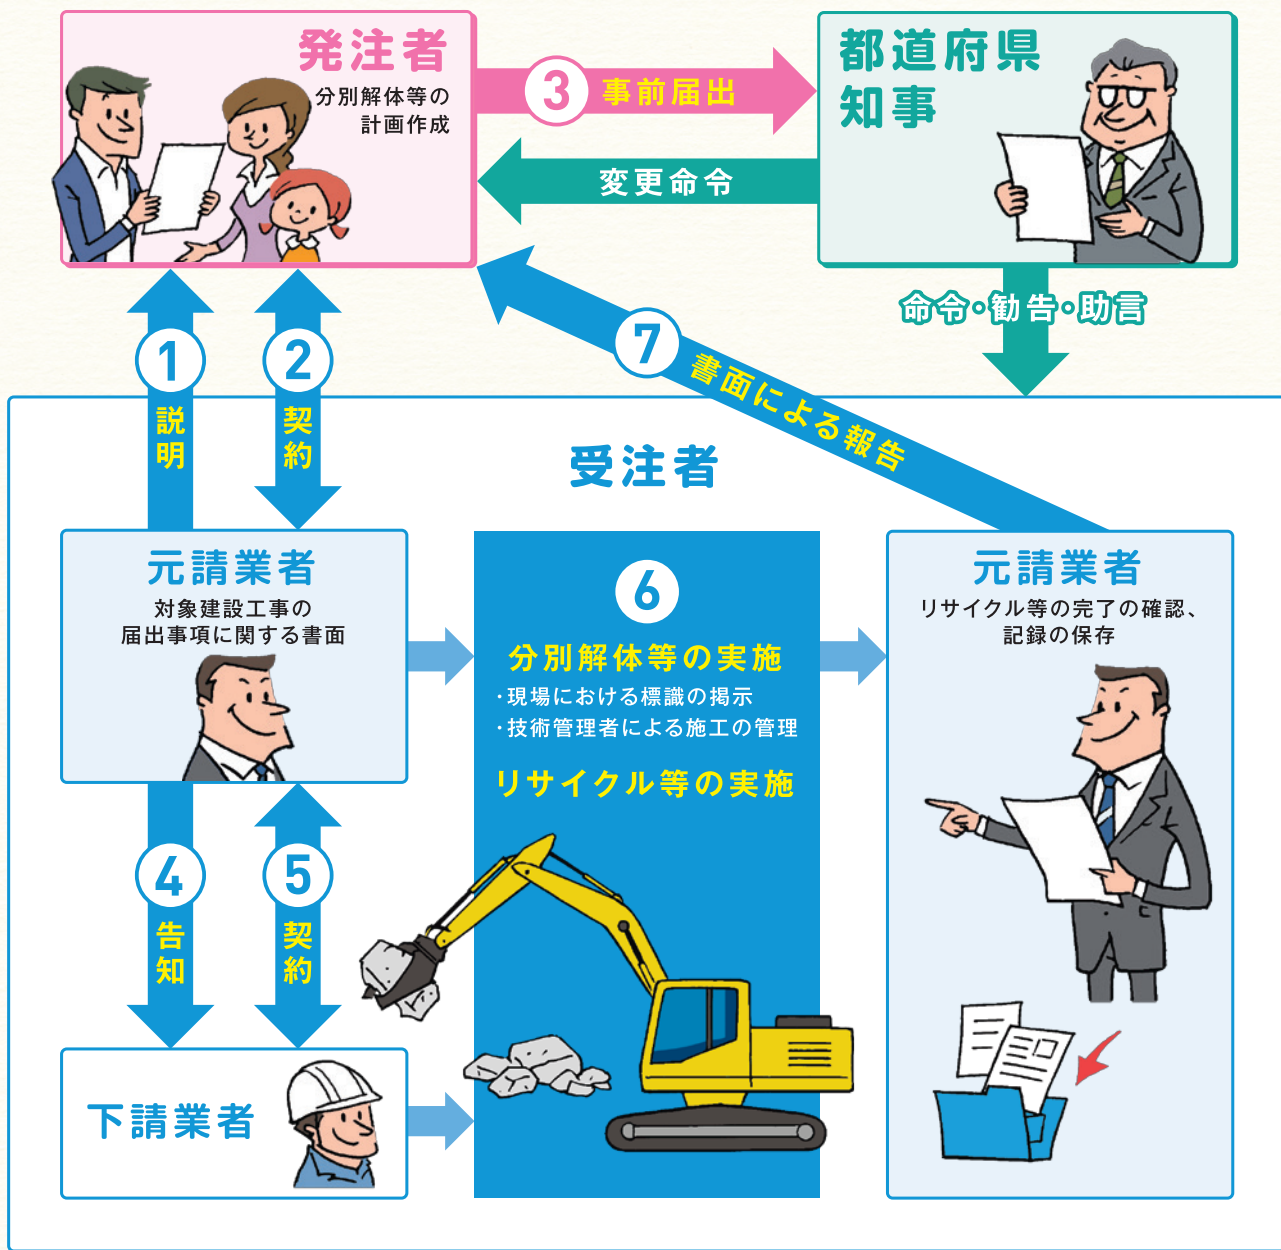 発注者
分別解体等の
計画作成
3 事前届出
都道府県
知事
変更命令
命令・勧告・助言
1 説明
2 契約
7 書面による報告
受注者
元請業者
対象建設工事の
届出事項に関する書面
6
分別解体等の実施
・現場における標識の掲示
・技術管理者による施工の管理
リサイクル等の実施
元請業者
リサイクル等の完了の確認、
記録の保存
4 告知
5 契約
下請業者